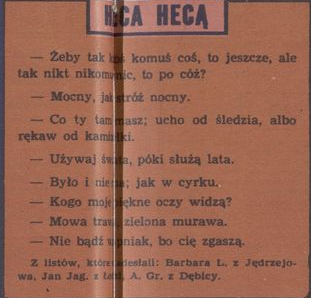 HECA HECĄ
— Żeby tak ktoś komuś coś, to jeszcze, ale
tak nikt nikomu nic, to po cóż?
— Mocny, jak stróż nocny.
— Co ty tam masz; ucho od śledzia, albo
rękaw od kamizelki.
— Używaj świata, póki służą lata.
— Było i nie ma; jak w cyrku.
— Kogo moje piękne oczy widzą?
— Mowa trawa, zielona murawa.
— Nie bądź wapniak, bo cię zgaszą.
Z listów, które nadesłali: Barbara L. z Jędrzejo-
wa, Jan Jag. z Łodzi, A. Gr. z Dębicy.